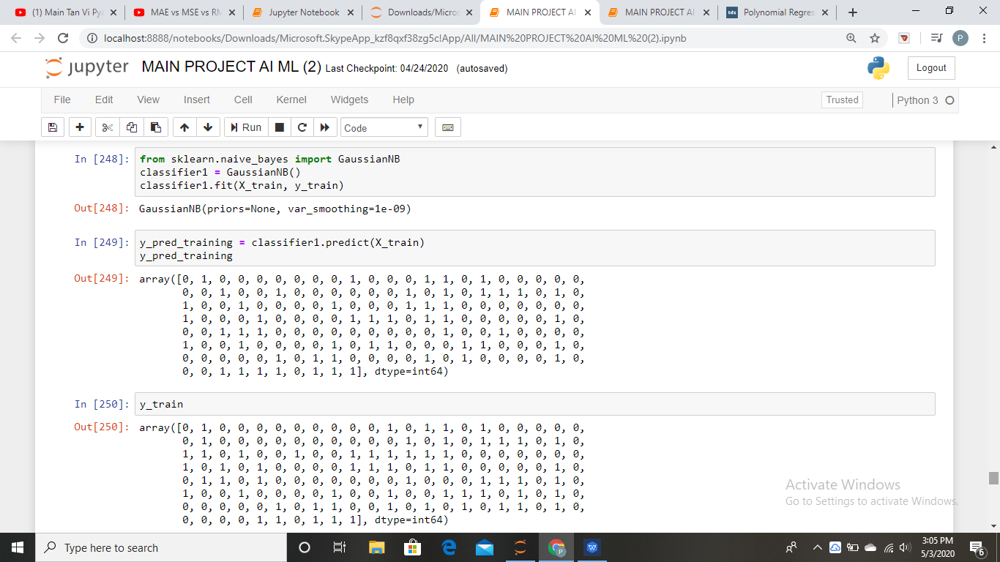 (1) Main Tan Vi Pya
MAE vs MSE vs RM
Jupyter Notebook
Downloads/Micros
MAIN PROJECT AI
MAIN PROJECT AI
tds
Polynomial Regres
localhost:8888/notebooks/Downloads/Microsoft.SkypeApp_kzf8qxf38zg5c!App/All/MAIN%20PROJECT%20AI%20ML%20(2).ipynb
P
jupyter MAIN PROJECT AI ML (2) Last Checkpoint: 04/24/2020 (autosaved)
Logout
File Edit View Insert Cell Kernel Widgets Help
Trusted
Python 3
Run
Code
In [248]: from sklearn.naive_bayes import GaussianNB
classifier1 = GaussianNB()
classifier1.fit(X_train, y_train)
Out[248]: GaussianNB(priors=None, var_smoothing=1e-09)
In [249]: y_pred_training = classifier1.predict(X_train)
y_pred_training
Out[249]: array([0, 1, 0, 0, 0, 0, 0, 0, 0, 1, 0, 0, 0, 1, 1, 0, 1, 0, 0, 0, 0, 0,
0, 0, 1, 0, 0, 1, 0, 0, 0, 0, 0, 0, 1, 0, 1, 0, 1, 1, 1, 0, 1, 0,
1, 0, 0, 1, 0, 0, 0, 0, 1, 0, 0, 0, 1, 1, 1, 0, 0, 0, 0, 0, 0, 0,
1, 0, 0, 0, 1, 0, 0, 0, 0, 1, 1, 1, 0, 1, 1, 0, 0, 0, 0, 0, 1, 0,
0, 0, 1, 1, 1, 0, 0, 0, 0, 0, 0, 0, 0, 0, 1, 0, 0, 1, 0, 0, 0, 0,
1, 0, 0, 1, 0, 0, 0, 0, 1, 0, 1, 1, 0, 0, 0, 1, 1, 0, 0, 0, 1, 0,
0, 0, 0, 0, 0, 1, 0, 1, 1, 0, 0, 0, 0, 1, 0, 1, 0, 0, 0, 0, 1, 0,
0, 0, 1, 1, 1, 1, 0, 1, 1, 1], dtype=int64)
In [250]: y_train
Out[250]: array([0, 1, 0, 0, 0, 0, 0, 0, 0, 0, 0, 1, 0, 1, 1, 0, 1, 0, 0, 0, 0, 0,
0, 1, 0, 0, 0, 0, 0, 0, 0, 0, 0, 0, 1, 0, 1, 0, 1, 1, 1, 0, 1, 0,
1, 1, 0, 1, 0, 0, 1, 0, 0, 1, 1, 1, 1, 1, 1, 0, 0, 0, 0, 0, 0, 0,
1, 0, 1, 0, 1, 0, 0, 0, 0, 1, 1, 1, 0, 1, 1, 0, 0, 0, 0, 0, 1, 0,
0, 1, 1, 0, 1, 0, 0, 0, 0, 0, 0, 0, 1, 0, 0, 0, 1, 1, 1, 0, 1, 0,
1, 0, 0, 1, 0, 0, 0, 0, 1, 0, 0, 1, 0, 0, 1, 1, 1, 0, 1, 0, 1, 0,
0, 0, 0, 0, 0, 1, 0, 1, 1, 0, 0, 1, 0, 1, 0, 1, 0, 1, 1, 0, 1, 0,
0, 0, 0, 0, 1, 1, 0, 1, 1, 1], dtype=int64)
Activate Windows
Go to Settings to activate Windows.
Type here to search
3:05 PM
5/3/2020
6